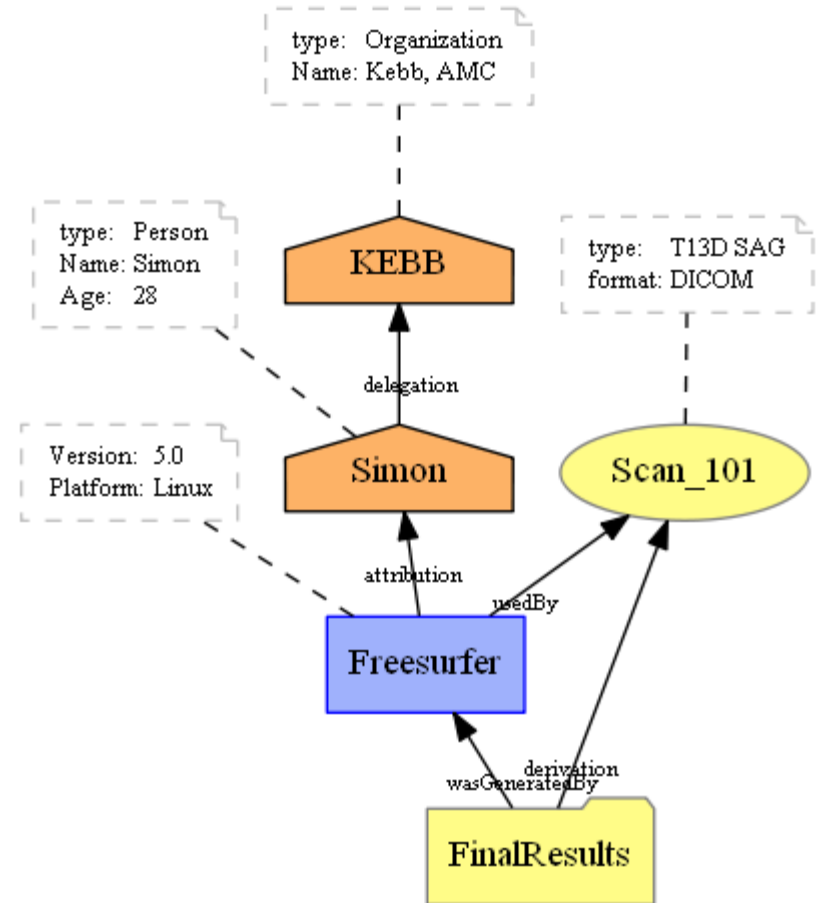 type: Organization
Name: Kebb, AMC
KEBB
type: Person
Name: Simon
Age: 28
type: T13D SAG
format: DICOM
delegation
Version: 5.0
Platform: Linux
Simon
Scan_101
attribution
usedBy
Freesurfer
derivation
wasGeneratedBy
FinalResults